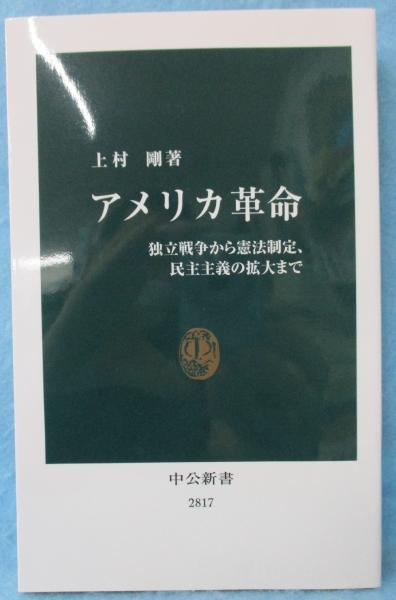 上村 剛著
アメリカ革命
独立戦争から憲法制定、
民主主義の拡大まで
中公新書
2817